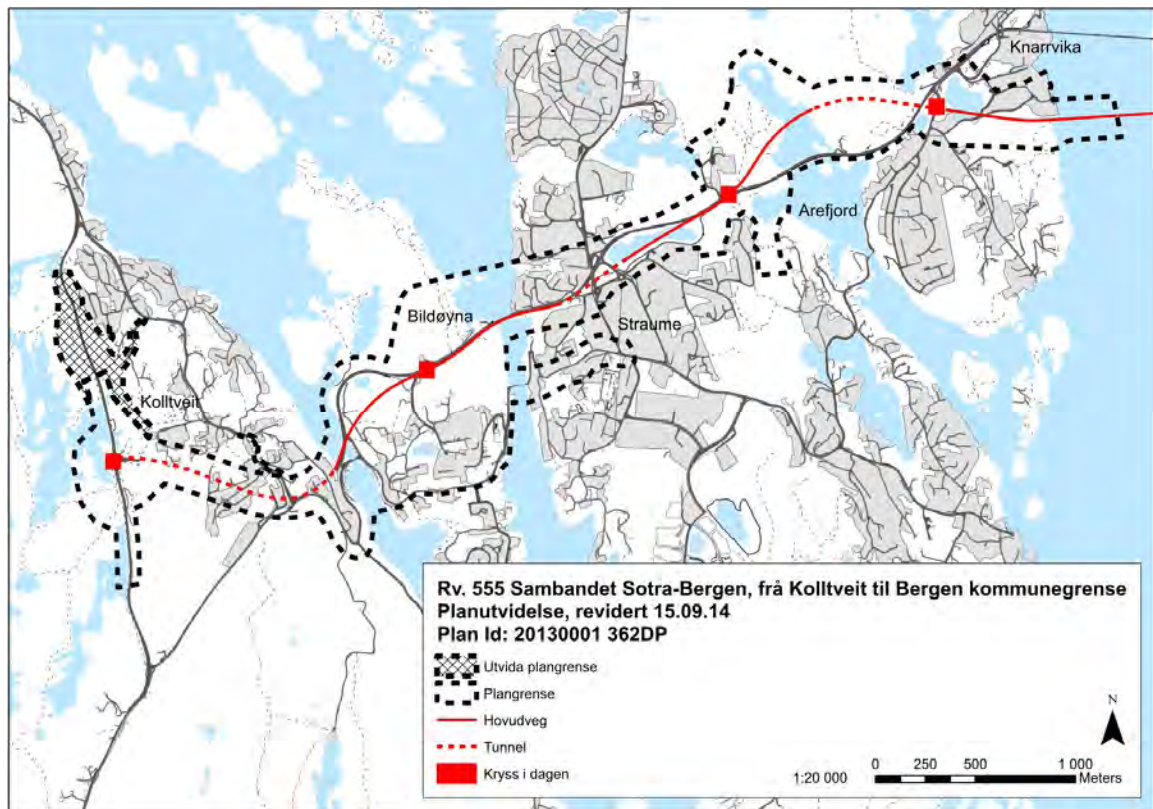 Knarrvika
Arefjord
Bildøyna
Straume
Kolltveit
Rv. 555 Sambandet Sotra-Bergen, frå Kolltveit til Bergen kommunegrense
Planutvidelse, revidert 15.09.14
Plan Id: 20130001 362DP
Utvida plangrense
Plangrense
Hovudveg
Tunnel
Kryss i dagen
N
1:20 000
0 250 500 1 000
Meters